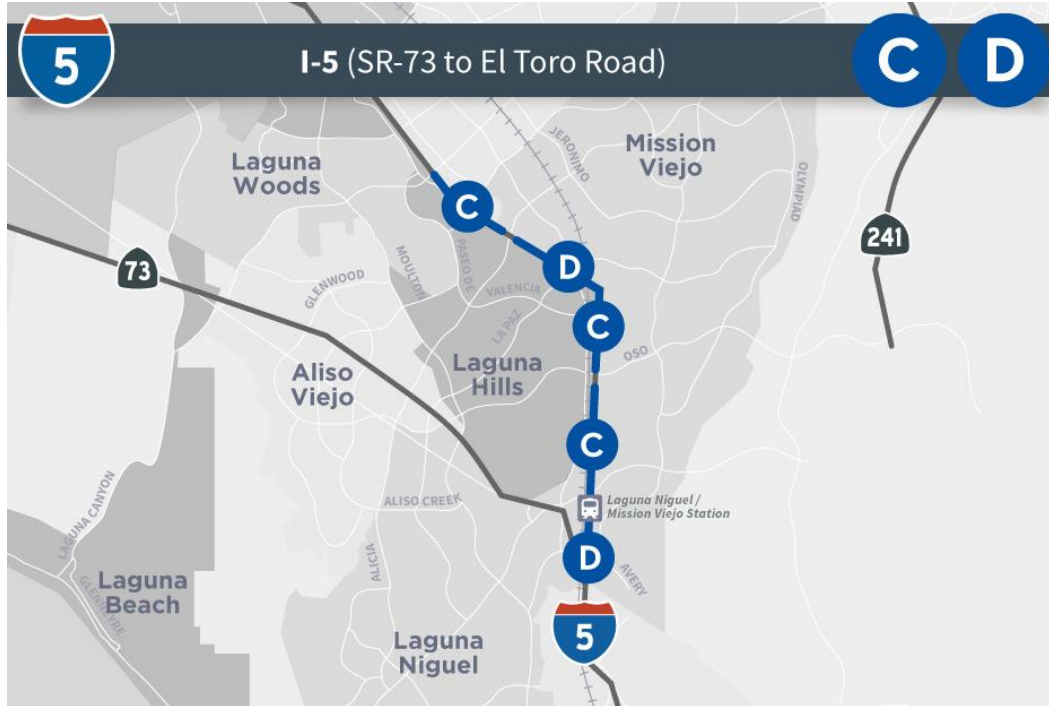 5
I-5 (SR-73 to El Toro Road)
C
D
Laguna
Woods
JERONIMO
Mission
Viejo
OLYMPIAD
C
241
73
GLENWOOD
MOULTON
PASEO DE
VALENCIA
D
LA PAZ
C
OSO
Aliso
Viejo
Laguna
Hills
C
LAGUNA CANYON
ALISO CREEK
Laguna Niguel /
Mission Viejo Station
ALICIA
D
AVERY
Laguna
Beach
GLENNEYRE
5
Laguna
Niguel